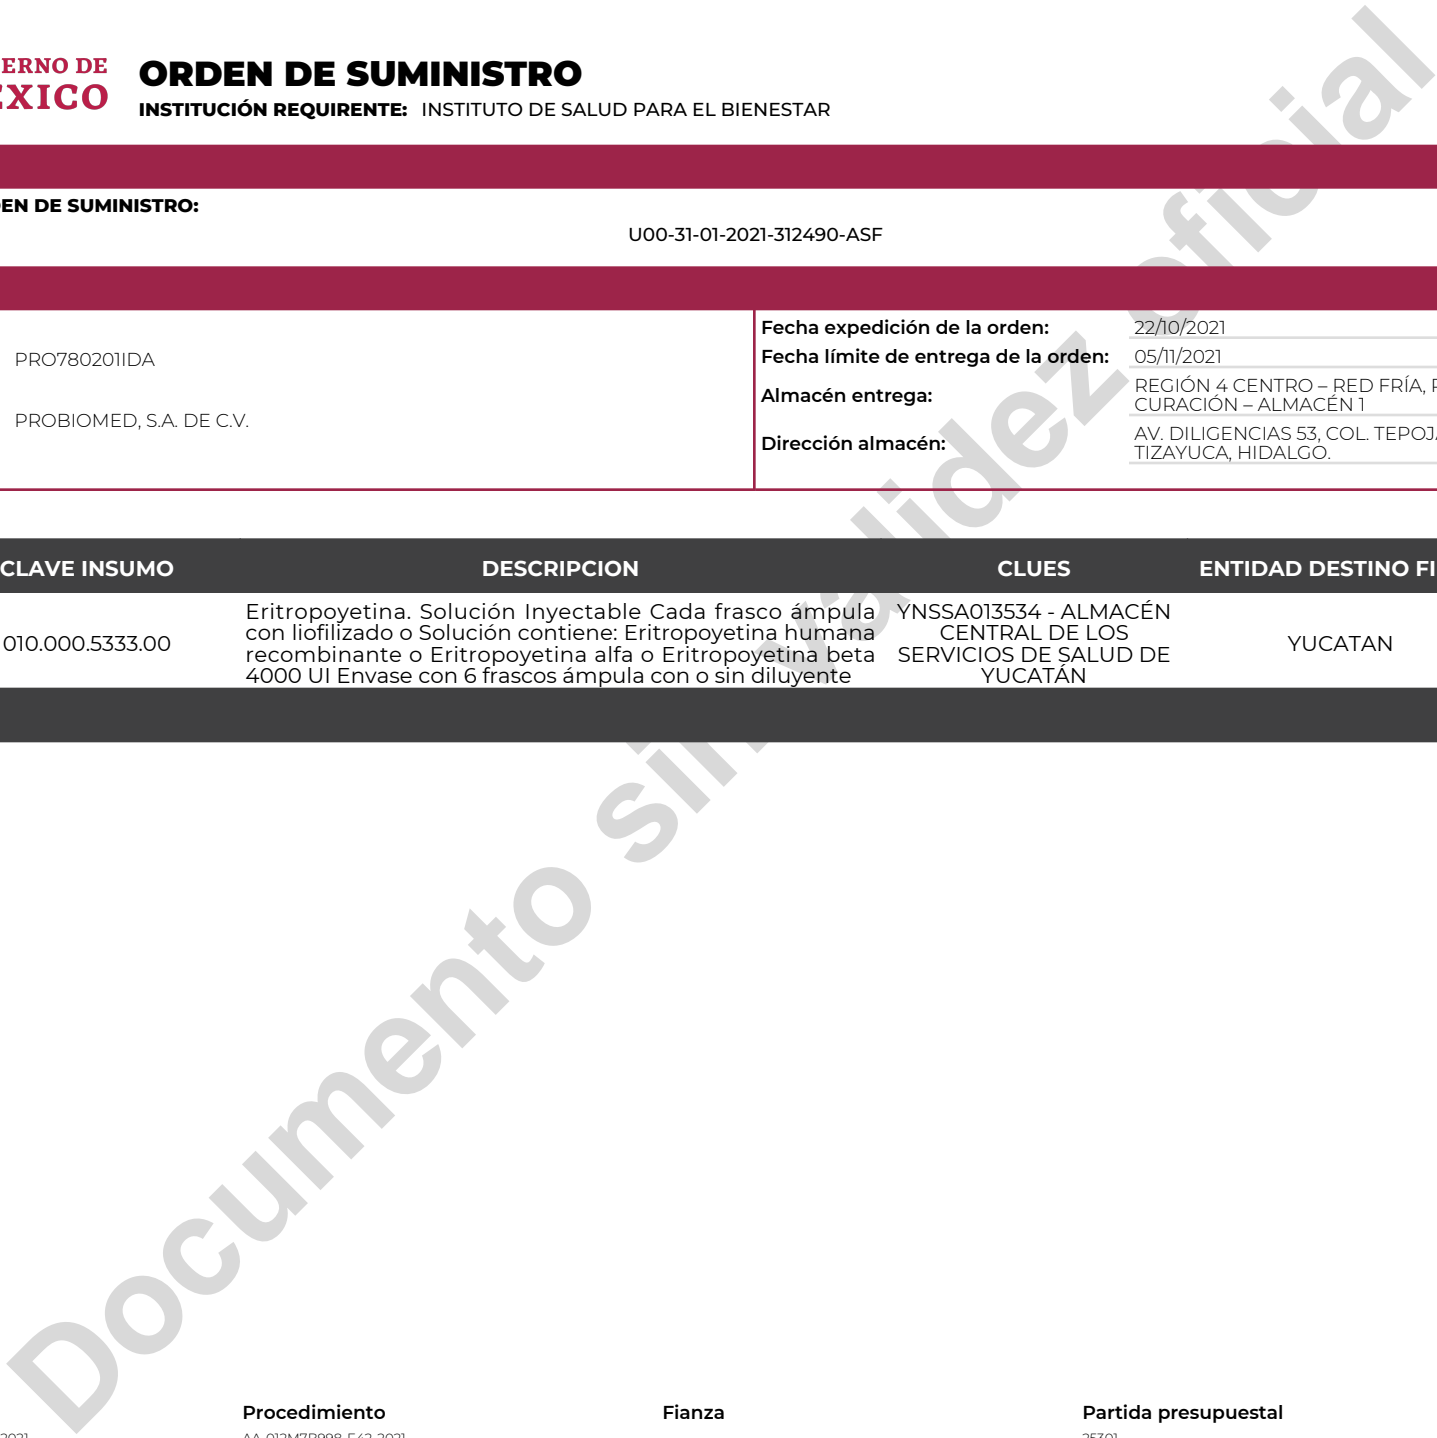 ERNO DE
ÉXICO
ORDEN DE SUMINISTRO
INSTITUCIÓN REQUIRENTE: INSTITUTO DE SALUD PARA EL BIENESTAR
EN DE SUMINISTRO:
U00-31-01-2021-312490-ASF
PRO780201IDA
PROBIOMED, S.A. DE C.V.
Fecha expedición de la orden: 22/10/2021
Fecha límite de entrega de la orden: 05/11/2021
Almacén entrega:
REGIÓN 4 CENTRO – RED FRÍA,
CURACIÓN – ALMACÉN 1
Dirección almacén:
AV. DILIGENCIAS 53, COL. TEPOJA
TIZAYUCA, HIDALGO.
CLAVE INSUMO DESCRIPCION CLUES ENTIDAD DESTINO FI
010.000.5333.00
Eritropoyetina. Solución Inyectable Cada frasco ámpula
con liofilizado o Solución contiene: Eritropoyetina humana
recombinante o Eritropoyetina alfa o Eritropoyetina beta
4000 UI Envase con 6 frascos ámpula con o sin diluyente
YNSSA013534 - ALMACÉN
CENTRAL DE LOS
SERVICIOS DE SALUD DE
YUCATÁN
YUCATAN
Documento sin validez oficial
Procedimiento Fianza Partida presupuestal